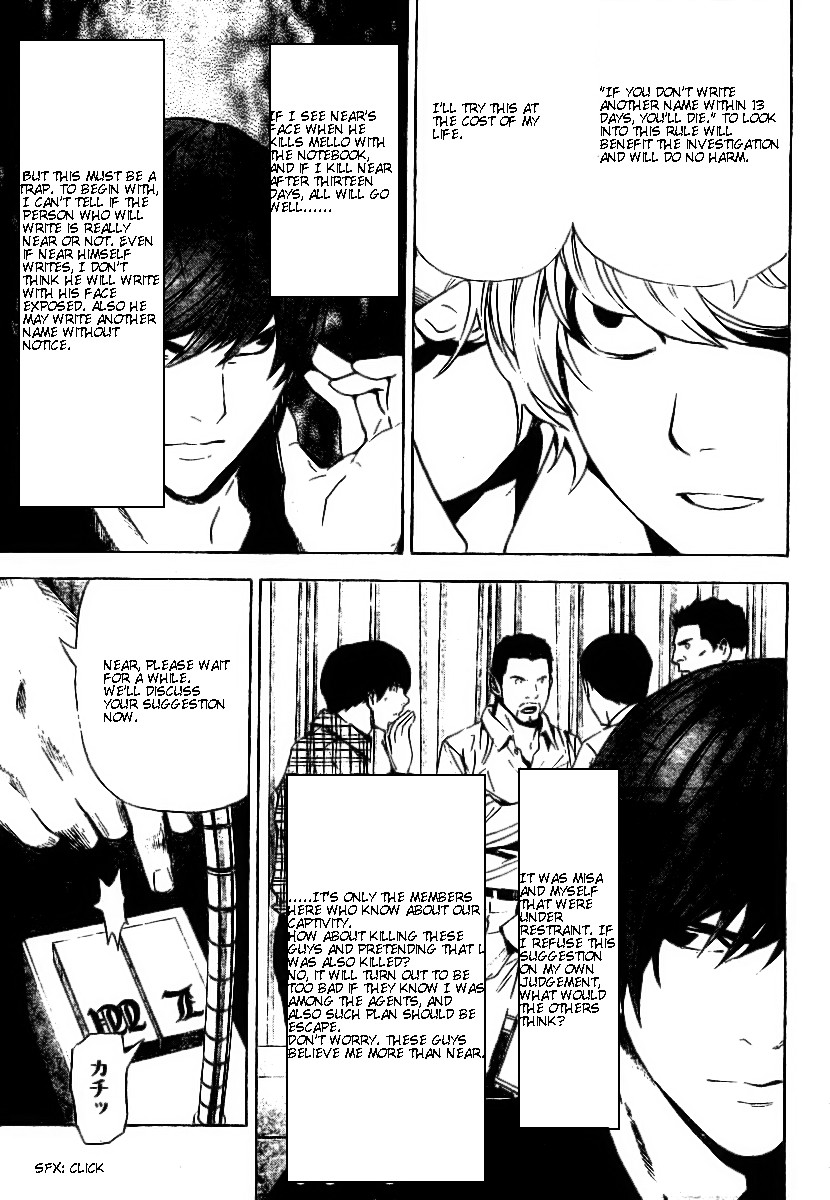 "IF YOU DON'T WRITE
ANOTHER NAME WITHIN 13
DAYS, YOU'LL DIE." TO LOOK
INTO THIS RULE WILL
BENEFIT THE INVESTIGATION
AND WILL DO NO HARM.
I'LL TRY THIS AT
THE COST OF MY
LIFE.
IF I SEE NEAR'S
FACE WHEN HE
KILLS MELLO WITH
THE NOTEBOOK,
AND IF I KILL NEAR
AFTER THIRTEEN
DAYS, ALL WILL GO
WELL......
BUT THIS MUST BE A
TRAP. TO BEGIN WITH,
I CAN'T TELL IF THE
PERSON WHO WILL
WRITE IS REALLY
NEAR OR NOT. EVEN
IF NEAR HIMSELF
WRITES, I DON'T
THINK HE WILL WRITE
WITH HIS FACE
EXPOSED. ALSO HE
MAY WRITE ANOTHER
NAME WITHOUT
NOTICE.
IT WAS MISA
AND MYSELF
THAT WERE
UNDER
RESTRAINT. IF
I REFUSE THIS
SUGGESTION
ON MY OWN
JUDGEMENT,
WHAT WOULD
THE OTHERS
THINK?
.....IT'S ONLY THE MEMBERS
HERE WHO KNOW ABOUT OUR
CAPTIVITY.
HOW ABOUT KILLING THESE
GUYS AND PRETENDING THAT I
WAS ALSO KILLED?
NO, IT WILL TURN OUT TO BE
TOO BAD IF THEY KNOW I WAS
AMONG THE AGENTS, AND
ALSO SUCH PLAN SHOULD BE
ESCAPE.
DON'T WORRY. THESE GUYS
BELIEVE ME MORE THAN NEAR.
NEAR, PLEASE WAIT
FOR A WHILE.
WE'LL DISCUSS
YOUR SUGGESTION
NOW.
m L
カチッ
SFX: CLICK